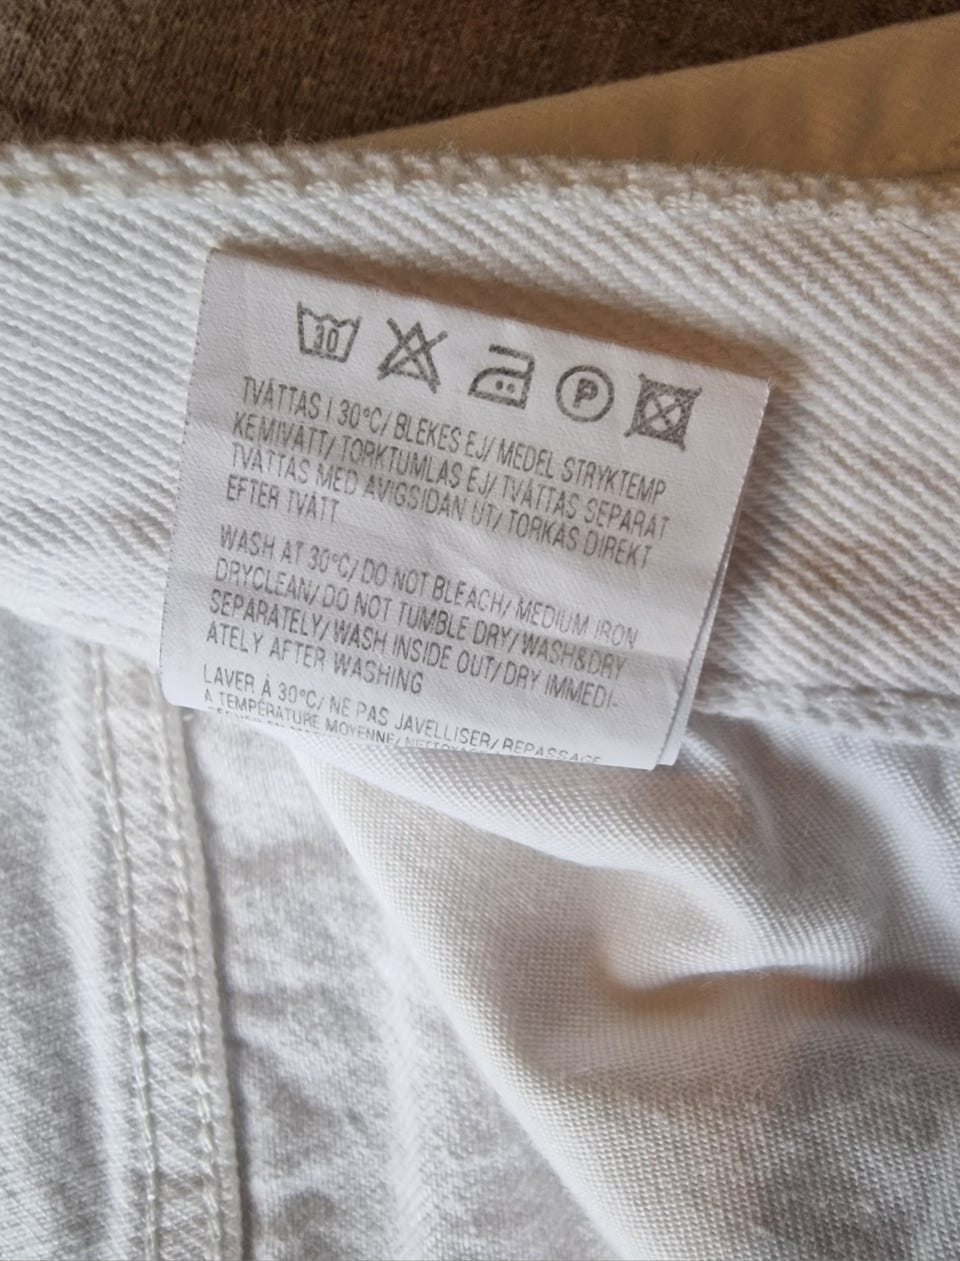 30 P
TVÄTTAS I 30°C/ BLEKES EJ/ MEDEL STRYKTEMP
KEMIVÄTT/ TORKTUMLAS EJ/ TVÄTTAS SEPARAT
TVÄTTAS MED AVIGSIDAN UT/ TORKAS DIREKT
EFTER TVÄTT
WASH AT 30°C/ DO NOT BLEACH/ MEDIUM IRON
DRYCLEAN/ DO NOT TUMBLE DRY/ WASH&DRY
SEPARATELY/ WASH INSIDE OUT/ DRY IMMEDI-
ATELY AFTER WASHING
LAVER À 30°C/ NE PAS JAVELLISER/ REPASSAGE
À TEMPÉRATURE MOYENNE/ NETTOYAGE